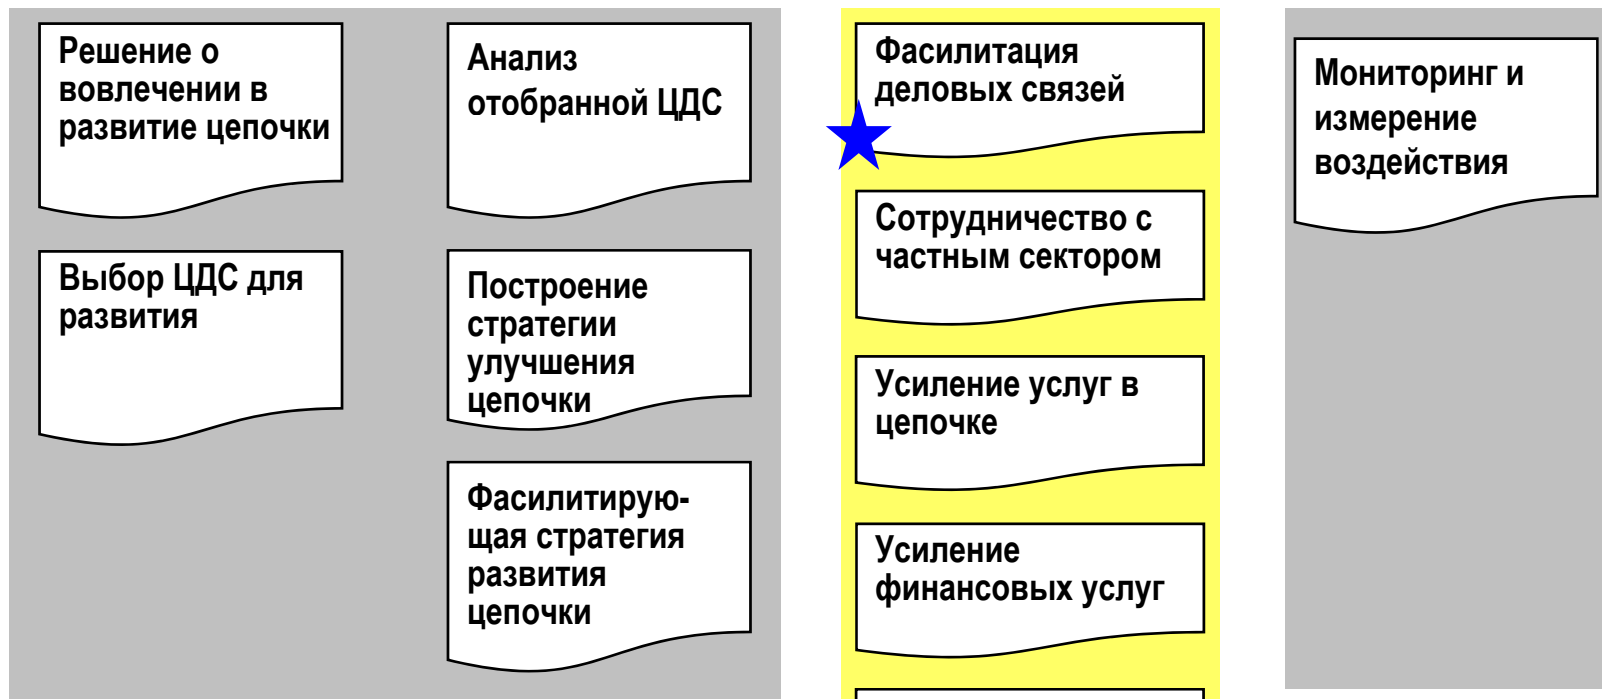 Решение о
вовлечении в
развитие цепочки
Выбор ЦДС для
развития
Анализ
отобранной ЦДС
Построение
стратегии
улучшения
цепочки
Фасилитирую-
щая стратегия
развития
цепочки
Фасилитация
деловых связей
Сотрудничество с
частным сектором
Усиление услуг в
цепочке
Усиление
финансовых услуг
Мониторинг и
измерение
воздействия